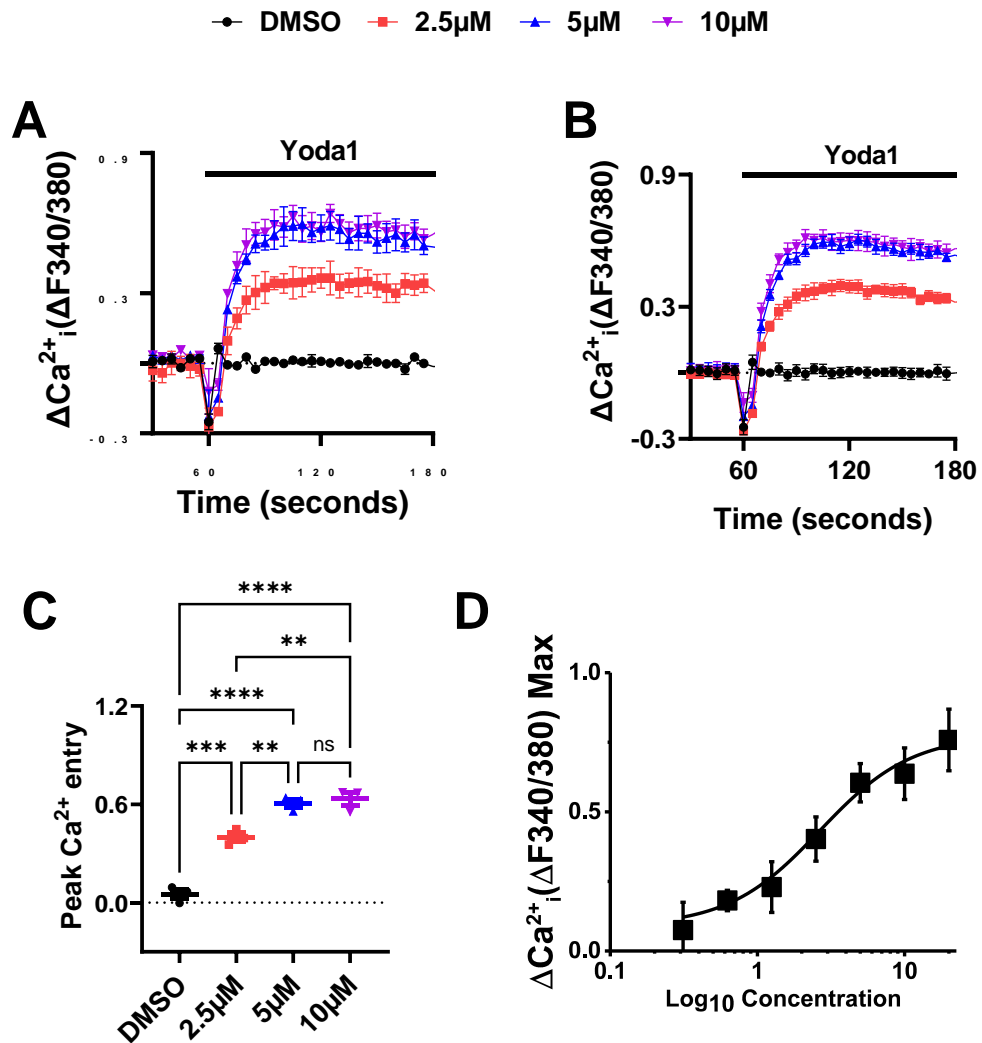 DMSO 2.5µM 5µM 10µM
A
ΔCa²⁺ᵢ(ΔF340/380)
Yoda1
0.9
0.3
-0.3
60 120 180
Time (seconds)
B
ΔCa²⁺ᵢ(ΔF340/380)
Yoda1
0.9
0.3
-0.3
60 120 180
Time (seconds)
C
Peak Ca²⁺ entry
****
**
****
*** ** ns
1.2
0.6
0.0
DMSO 2.5µM 5µM 10µM
D
ΔCa²⁺ᵢ(ΔF340/380) Max
1.0
0.5
0.0
0.1 1 10
Log₁₀ Concentration